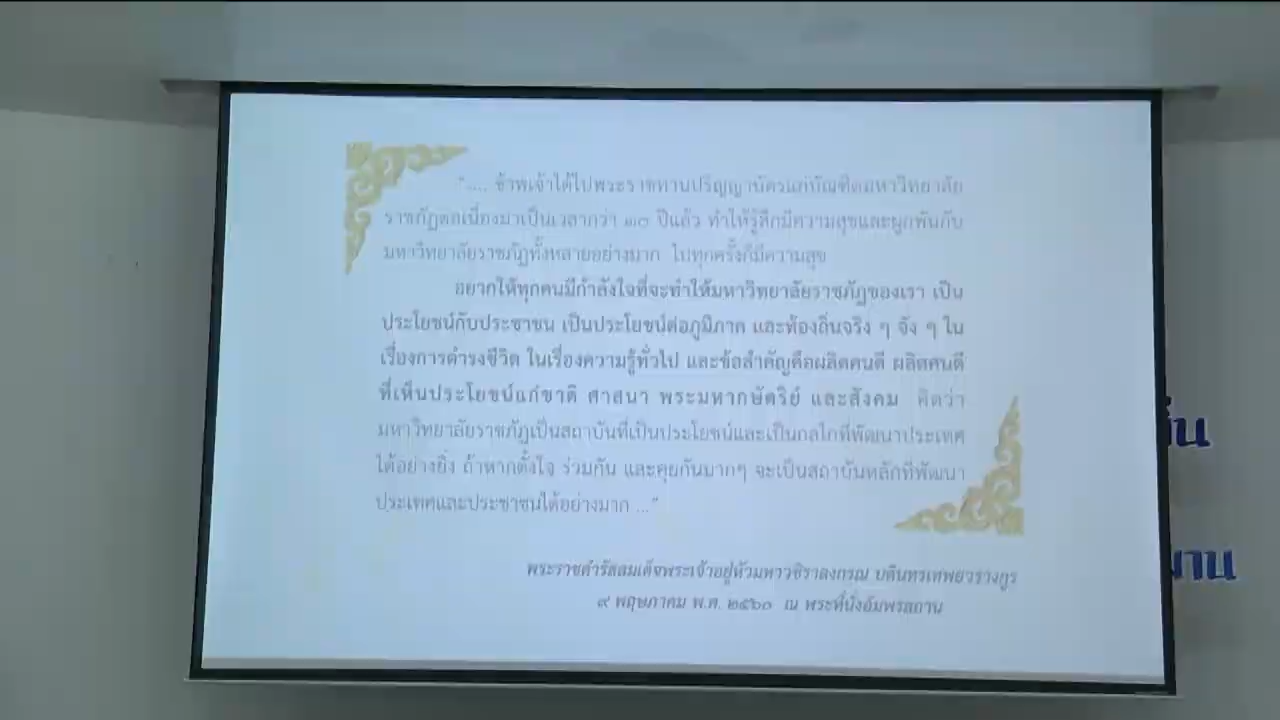 ".... ข้าพเจ้าได้ไปพระราชทานปริญญาบัตรแก่บัณฑิตมหาวิทยาลัย
ราชภัฏต่อเนื่องมาเป็นเวลากว่า ๓๐ ปีแล้ว ทำให้รู้สึกมีความสุขและผูกพันกับ
มหาวิทยาลัยราชภัฏทั้งหลายอย่างมาก ไปทุกครั้งก็มีความสุข
อยากให้ทุกคนมีกำลังใจที่จะทำให้มหาวิทยาลัยราชภัฏของเรา เป็น
ประโยชน์กับประชาชน เป็นประโยชน์ต่อภูมิภาค และท้องถิ่นจริง ๆ จัง ๆ ใน
เรื่องการดำรงชีวิต ในเรื่องความรู้ทั่วไป และข้อสำคัญคือผลิตคนดี ผลิตคนดี
ที่เห็นประโยชน์แก่ชาติ ศาสนา พระมหากษัตริย์ และสังคม คิดว่า
มหาวิทยาลัยราชภัฏเป็นสถาบันที่เป็นประโยชน์และเป็นกลไกที่พัฒนาประเทศ
ได้อย่างยิ่ง ถ้าหากตั้งใจ ร่วมกัน และคุยกันมากๆ จะเป็นสถาบันหลักที่พัฒนา
ประเทศและประชาชนได้อย่างมาก ..."
พระราชดำรัสสมเด็จพระเจ้าอยู่หัวมหาวชิราลงกรณ บดินทรเทพยวรางกูร
๙ พฤษภาคม พ.ศ. ๒๕๖๐ ณ พระที่นั่งอัมพรสถาน